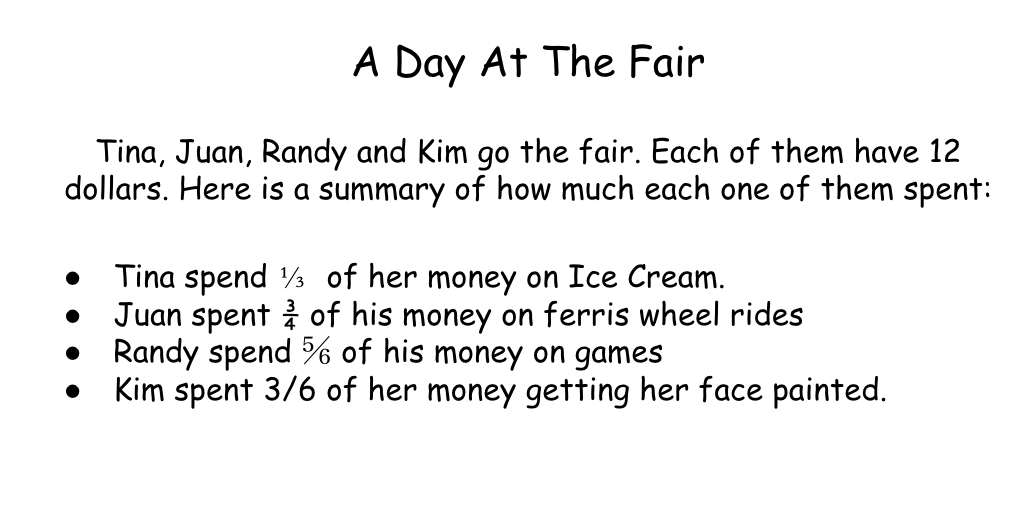 A Day At The Fair
Tina, Juan, Randy and Kim go the fair. Each of them have 12
dollars. Here is a summary of how much each one of them spent:
● Tina spend ⅓ of her money on Ice Cream.
● Juan spent ¾ of his money on ferris wheel rides
● Randy spend ⅚ of his money on games
● Kim spent 3/6 of her money getting her face painted.